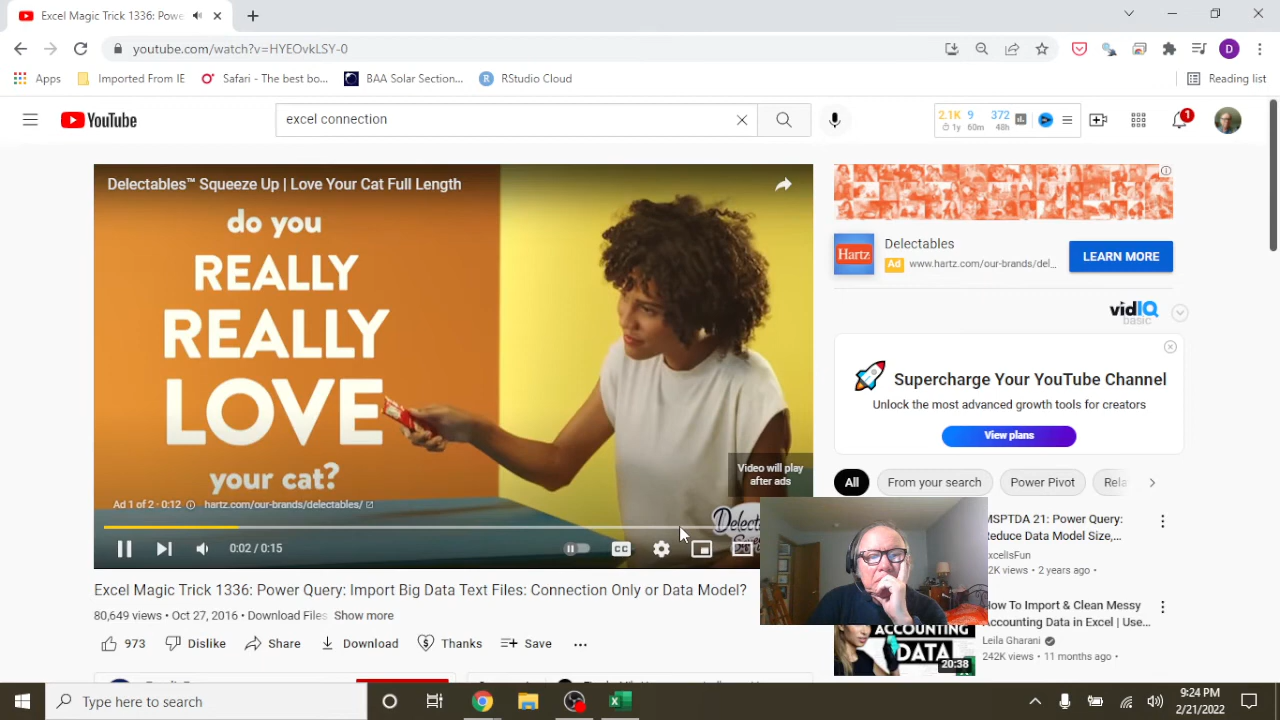 Excel Magic Trick 1336: Powe
youtube.com/watch?v=HYEOvkLSY-0
Apps
Imported From IE
Safari - The best bo...
BAA Solar Section...
RStudio Cloud
Reading list
YouTube
excel connection
2.1K 9 372
1y 60m 48h
1
D
Delectables™ Squeeze Up | Love Your Cat Full Length
do you
REALLY
REALLY
LOVE
your cat?
Video will play
after ads
Ad 1 of 2 · 0:12
hartz.com/our-brands/delectables/
0:02 / 0:15
CC
Excel Magic Trick 1336: Power Query: Import Big Data Text Files: Connection Only or Data Model?
80,649 views • Oct 27, 2016 • Download Files Show more
973
Dislike
Share
Download
Thanks
Save
Hartz
Delectables
Ad www.hartz.com/our-brands/del...
LEARN MORE
vidIQ
basic
Supercharge Your YouTube Channel
Unlock the most advanced growth tools for creators
View plans
All
From your search
Power Pivot
Rela
MSPTDA 21: Power Query:
Reduce Data Model Size,...
ExcelIsFun
2K views • 2 years ago •
How To Import & Clean Messy
Accounting Data in Excel | Use...
Leila Gharani
242K views • 11 months ago •
ACCOUNTING
DATA
20:38
Type here to search
9:24 PM
2/21/2022